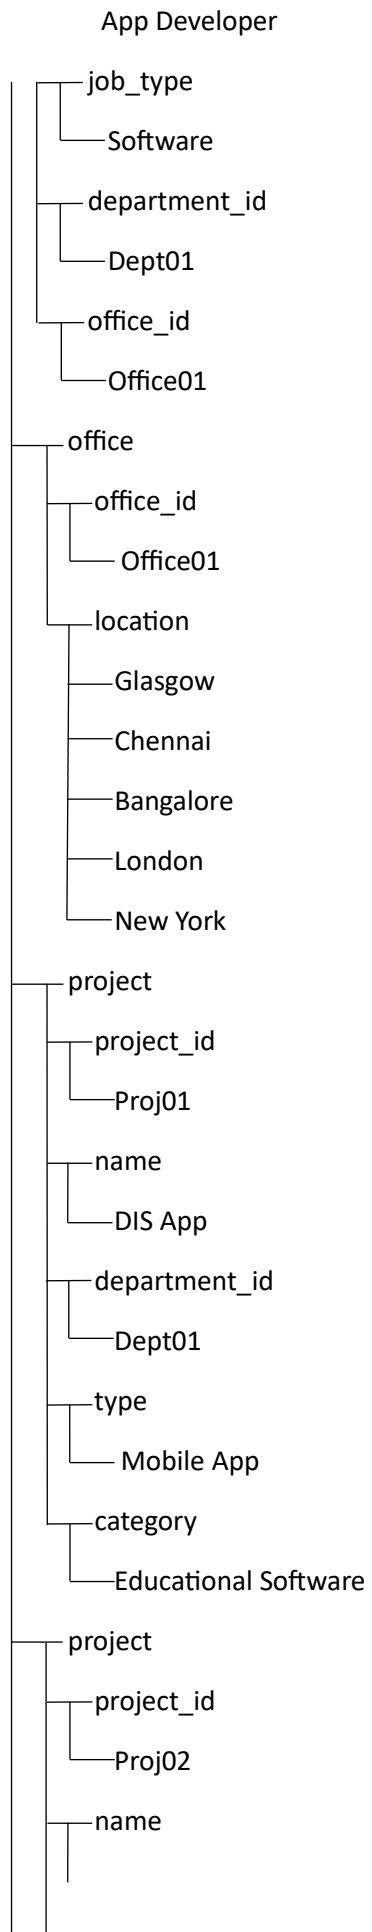 App Developer
job_type
Software
department_id
Dept01
office_id
Office01
office
office_id
Office01
location
Glasgow
Chennai
Bangalore
London
New York
project
project_id
Proj01
name
DIS App
department_id
Dept01
type
Mobile App
category
Educational Software
project
project_id
Proj02
name